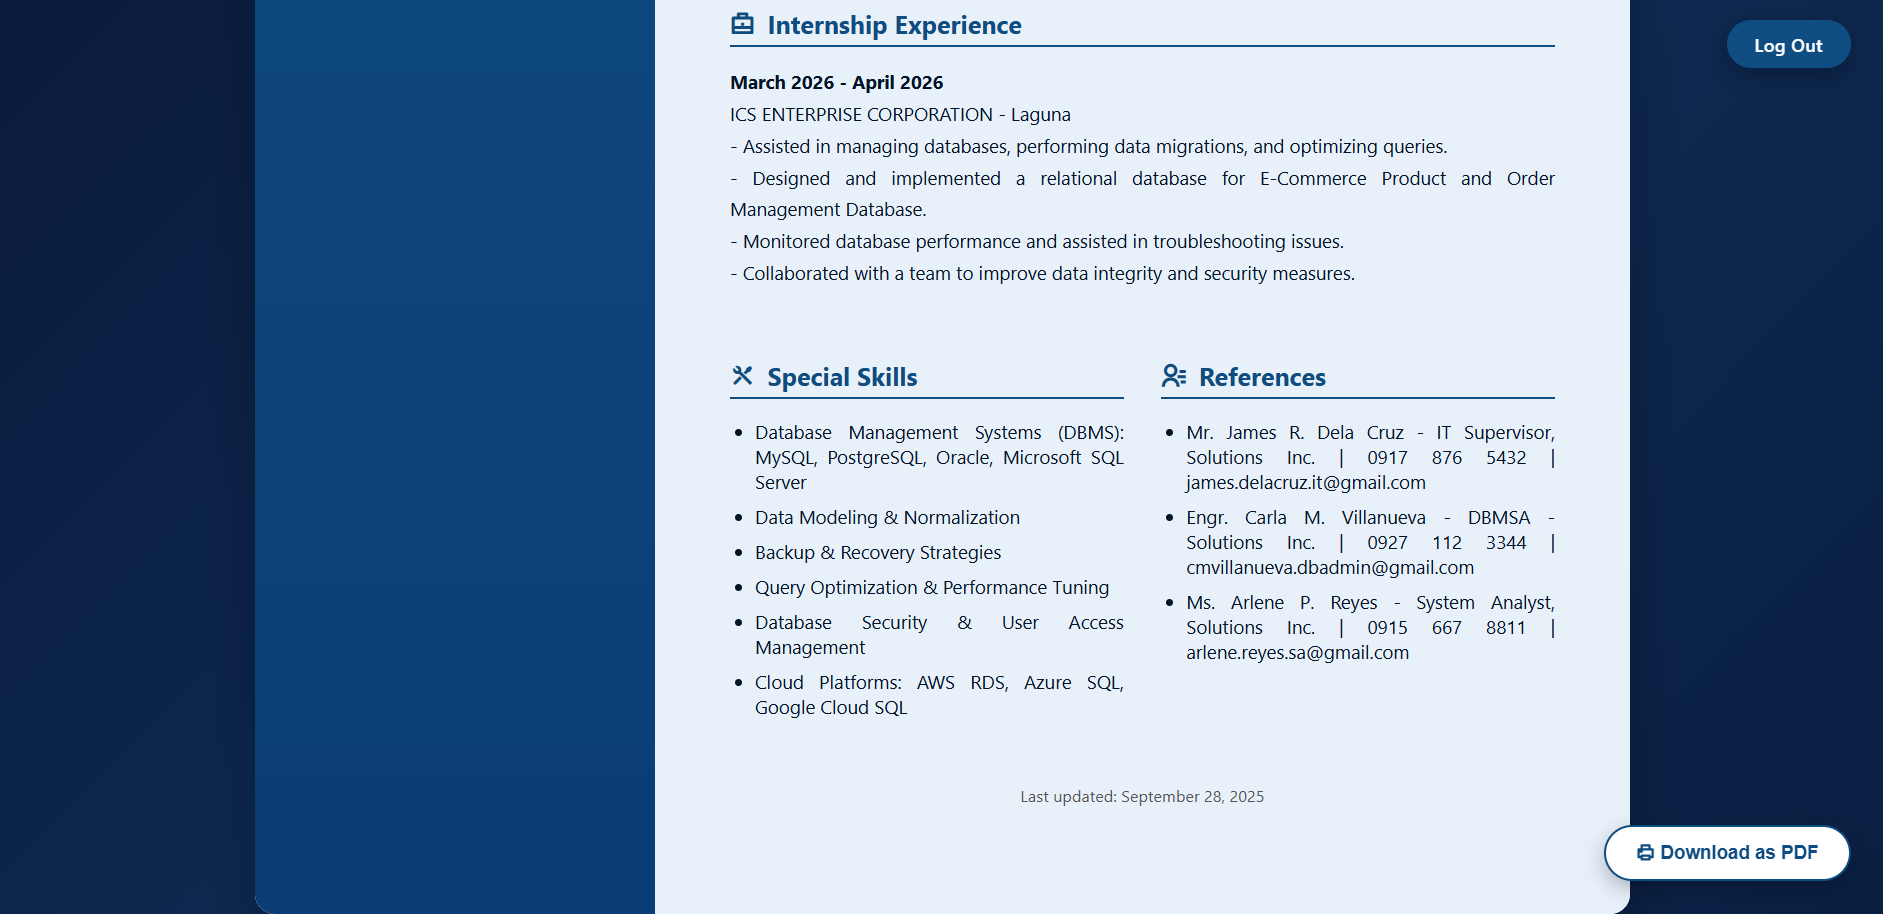 Internship Experience
Log Out
March 2026 - April 2026
ICS ENTERPRISE CORPORATION - Laguna
- Assisted in managing databases, performing data migrations, and optimizing queries.
- Designed and implemented a relational database for E-Commerce Product and Order
Management Database.
- Monitored database performance and assisted in troubleshooting issues.
- Collaborated with a team to improve data integrity and security measures.
Special Skills
• Database Management Systems (DBMS):
MySQL, PostgreSQL, Oracle, Microsoft SQL
Server
• Data Modeling & Normalization
• Backup & Recovery Strategies
• Query Optimization & Performance Tuning
• Database Security & User Access
Management
• Cloud Platforms: AWS RDS, Azure SQL,
Google Cloud SQL
References
• Mr. James R. Dela Cruz - IT Supervisor,
Solutions Inc. | 0917 876 5432 |
james.delacruz.it@gmail.com
• Engr. Carla M. Villanueva - DBMSA -
Solutions Inc. | 0927 112 3344 |
cmvillanueva.dbadmin@gmail.com
• Ms. Arlene P. Reyes - System Analyst,
Solutions Inc. | 0915 667 8811 |
arlene.reyes.sa@gmail.com
Last updated: September 28, 2025
Download as PDF